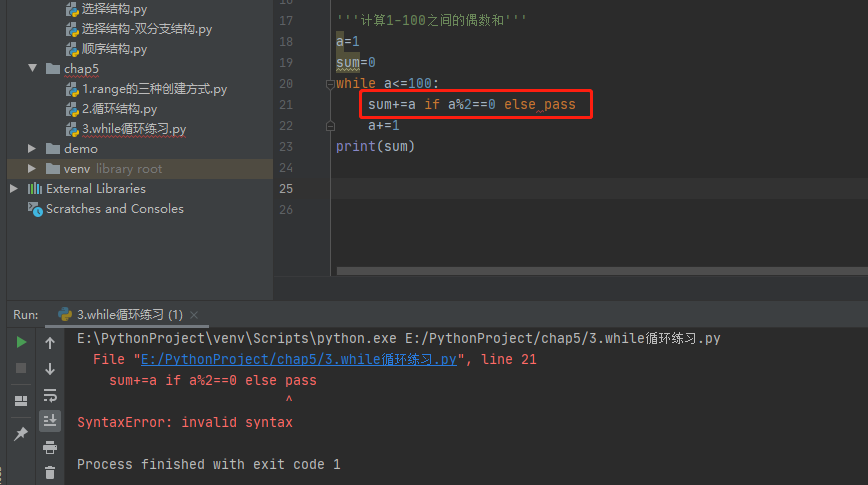 选择结构.py
选择结构-双分支结构.py
顺序结构.py
chap5
1.range的三种创建方式.py
2.循环结构.py
3.while循环练习.py
demo
venv library root
External Libraries
Scratches and Consoles
17 '''计算1-100之间的偶数和'''
18 a=1
19 sum=0
20 while a<=100:
21 sum+=a if a%2==0 else pass
22 a+=1
23 print(sum)
24
25
26
Run: 3.while循环练习 (1) ×
E:\PythonProject\venv\Scripts\python.exe E:/PythonProject/chap5/3.while循环练习.py
File "E:/PythonProject/chap5/3.while循环练习.py", line 21
sum+=a if a%2==0 else pass
^
SyntaxError: invalid syntax
Process finished with exit code 1